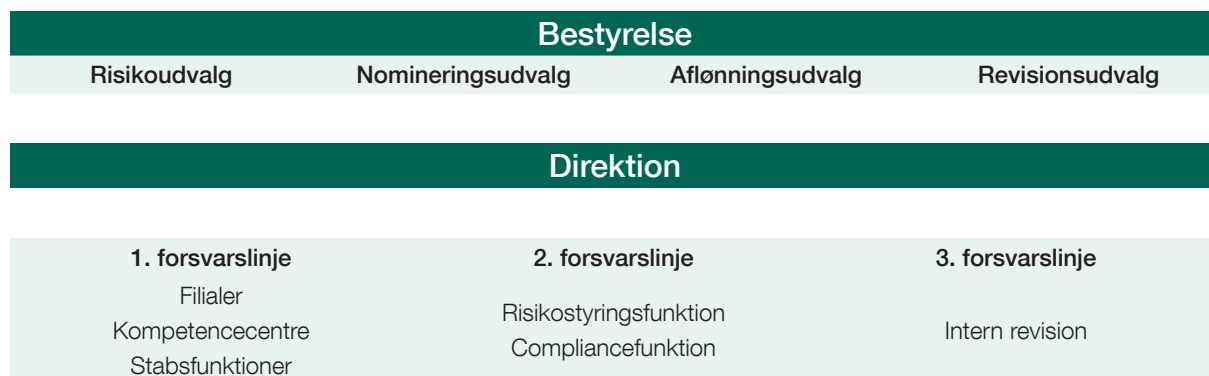 Bestyrelse
Risikoudvalg Nomineringsudvalg Aflønningsudvalg Revisionsudvalg
Direktion
1. forsvarslinje 2. forsvarslinje 3. forsvarslinje
Filialer
Kompetencecentre
Stabsfunktioner
Risikostyringsfunktion
Compliancefunktion
Intern revision